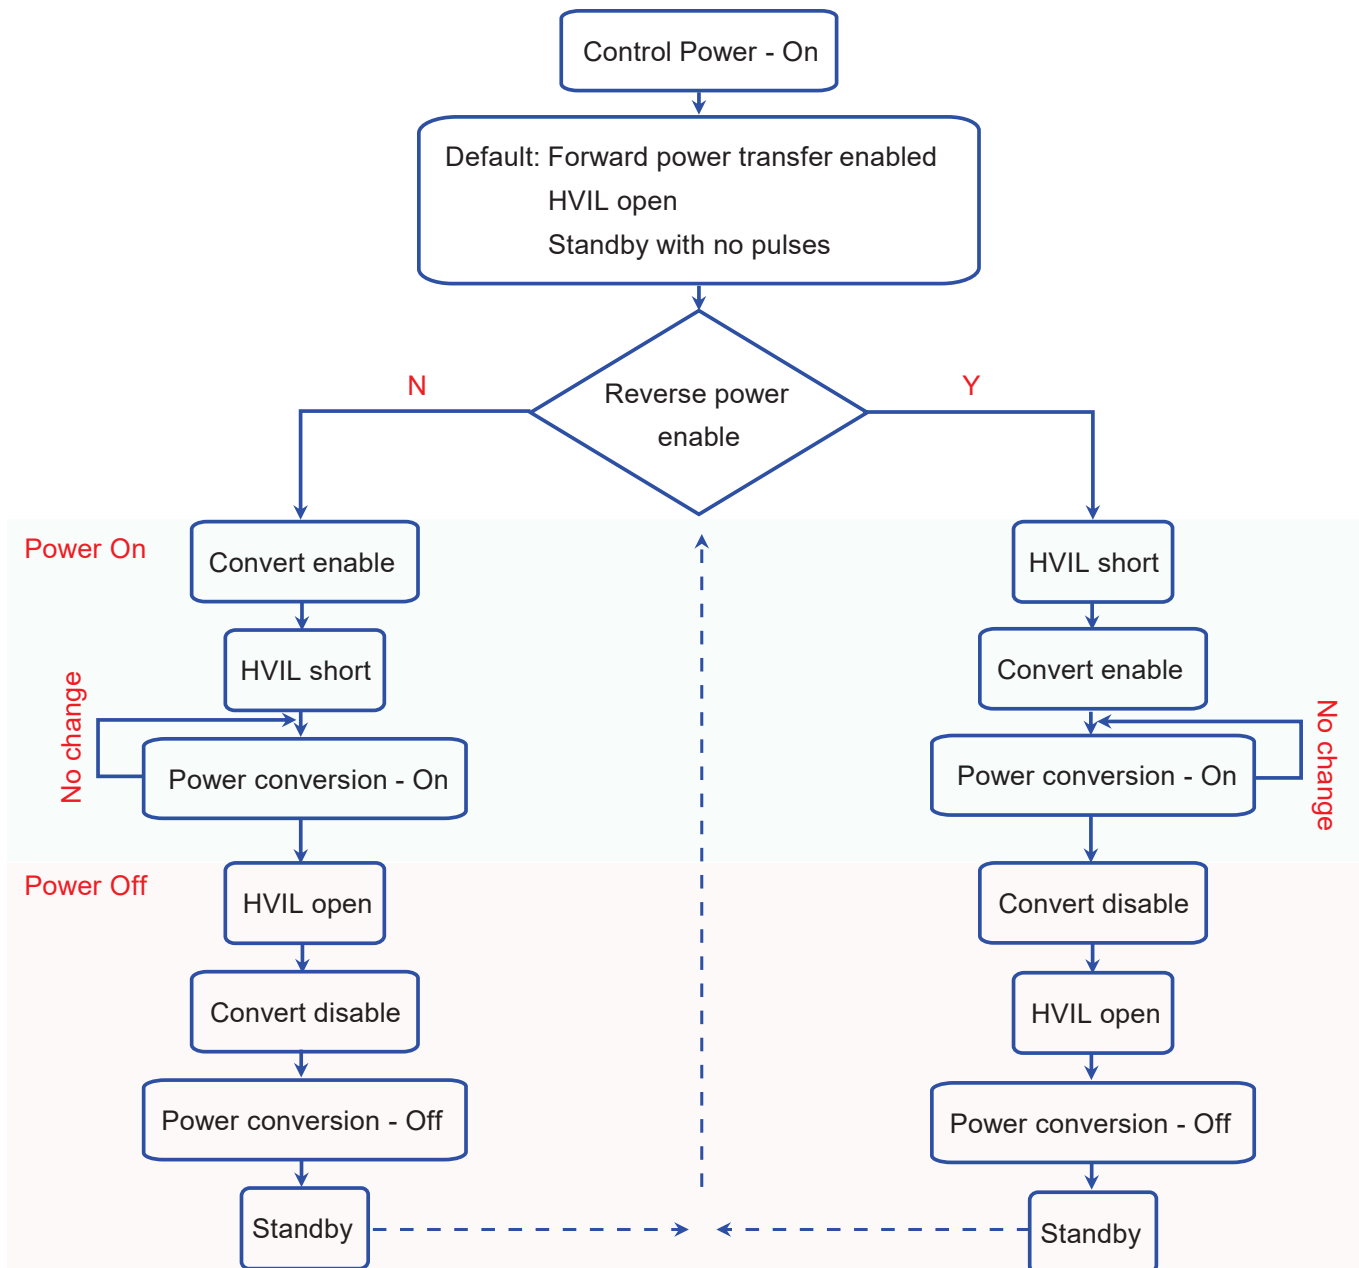 Control Power - On
Default: Forward power transfer enabled
HVIL open
Standby with no pulses
Reverse power
enable
N
Y
Power On
Convert enable
HVIL short
No change
Power conversion - On
HVIL short
Convert enable
Power conversion - On
No change
Power Off
HVIL open
Convert disable
Power conversion - Off
Standby
Convert disable
HVIL open
Power conversion - Off
Standby